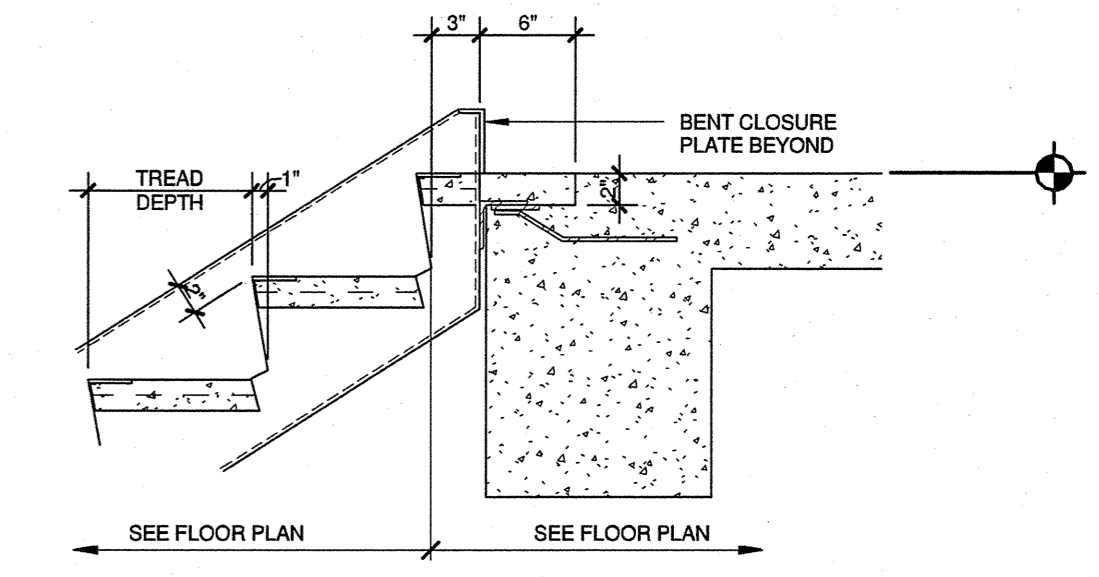 3" 6"
BENT CLOSURE
PLATE BEYOND
TREAD
DEPTH
1"
2"
2"
SEE FLOOR PLAN SEE FLOOR PLAN